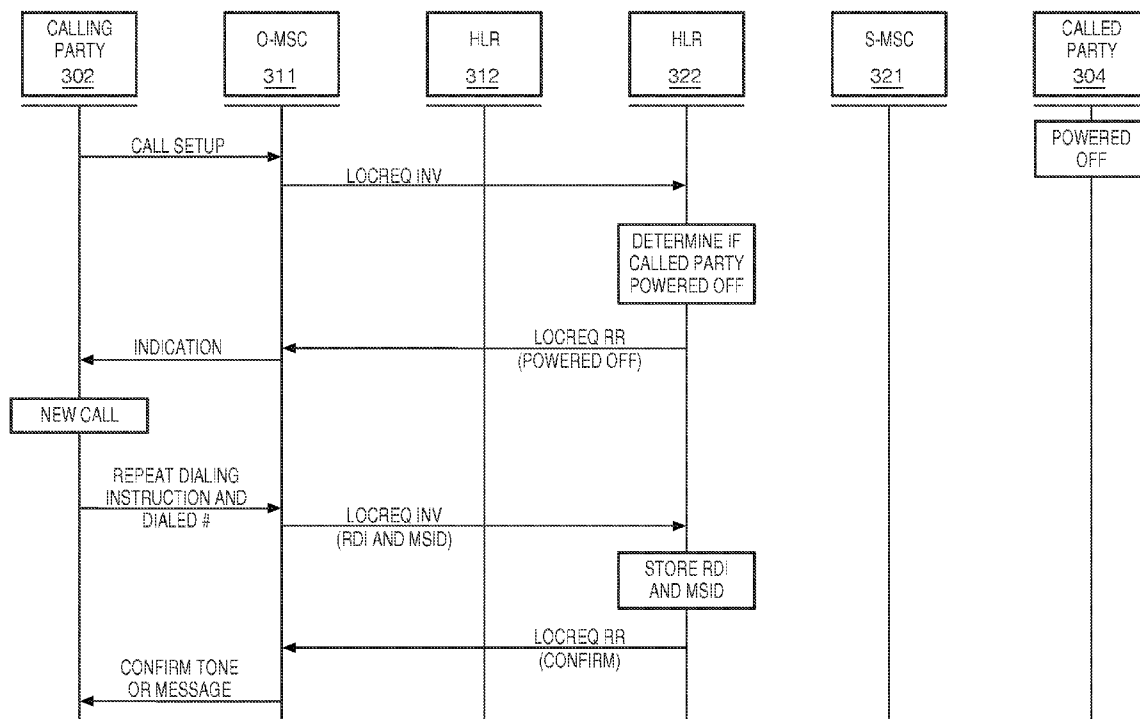 CALLING
PARTY
302
O-MSC
311
HLR
312
HLR
322
S-MSC
321
CALLED
PARTY
304
POWERED
OFF
CALL SETUP
LOCREQ INV
DETERMINE IF
CALLED PARTY
POWERED OFF
LOCREQ RR
(POWERED OFF)
INDICATION
NEW CALL
REPEAT DIALING
INSTRUCTION AND
DIALED #
LOCREQ INV
(RDI AND MSID)
STORE RDI
AND MSID
LOCREQ RR
(CONFIRM)
CONFIRM TONE
OR MESSAGE